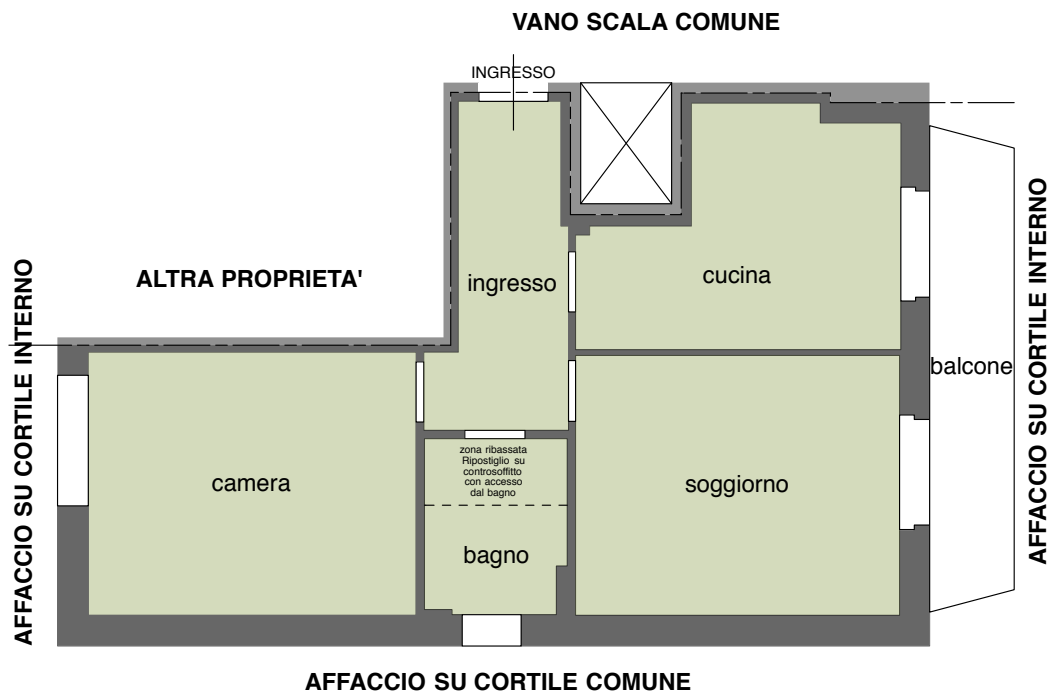 VANO SCALA COMUNE
INGRESSO
ALTRA PROPRIETA'
ingresso
cucina
AFFACCIO SU CORTILE INTERNO
balcone
AFFACCIO SU CORTILE INTERNO
zona ribassata
Ripostiglio su
controsoffitto
con accesso
dal bagno
camera
soggiorno
bagno
AFFACCIO SU CORTILE COMUNE